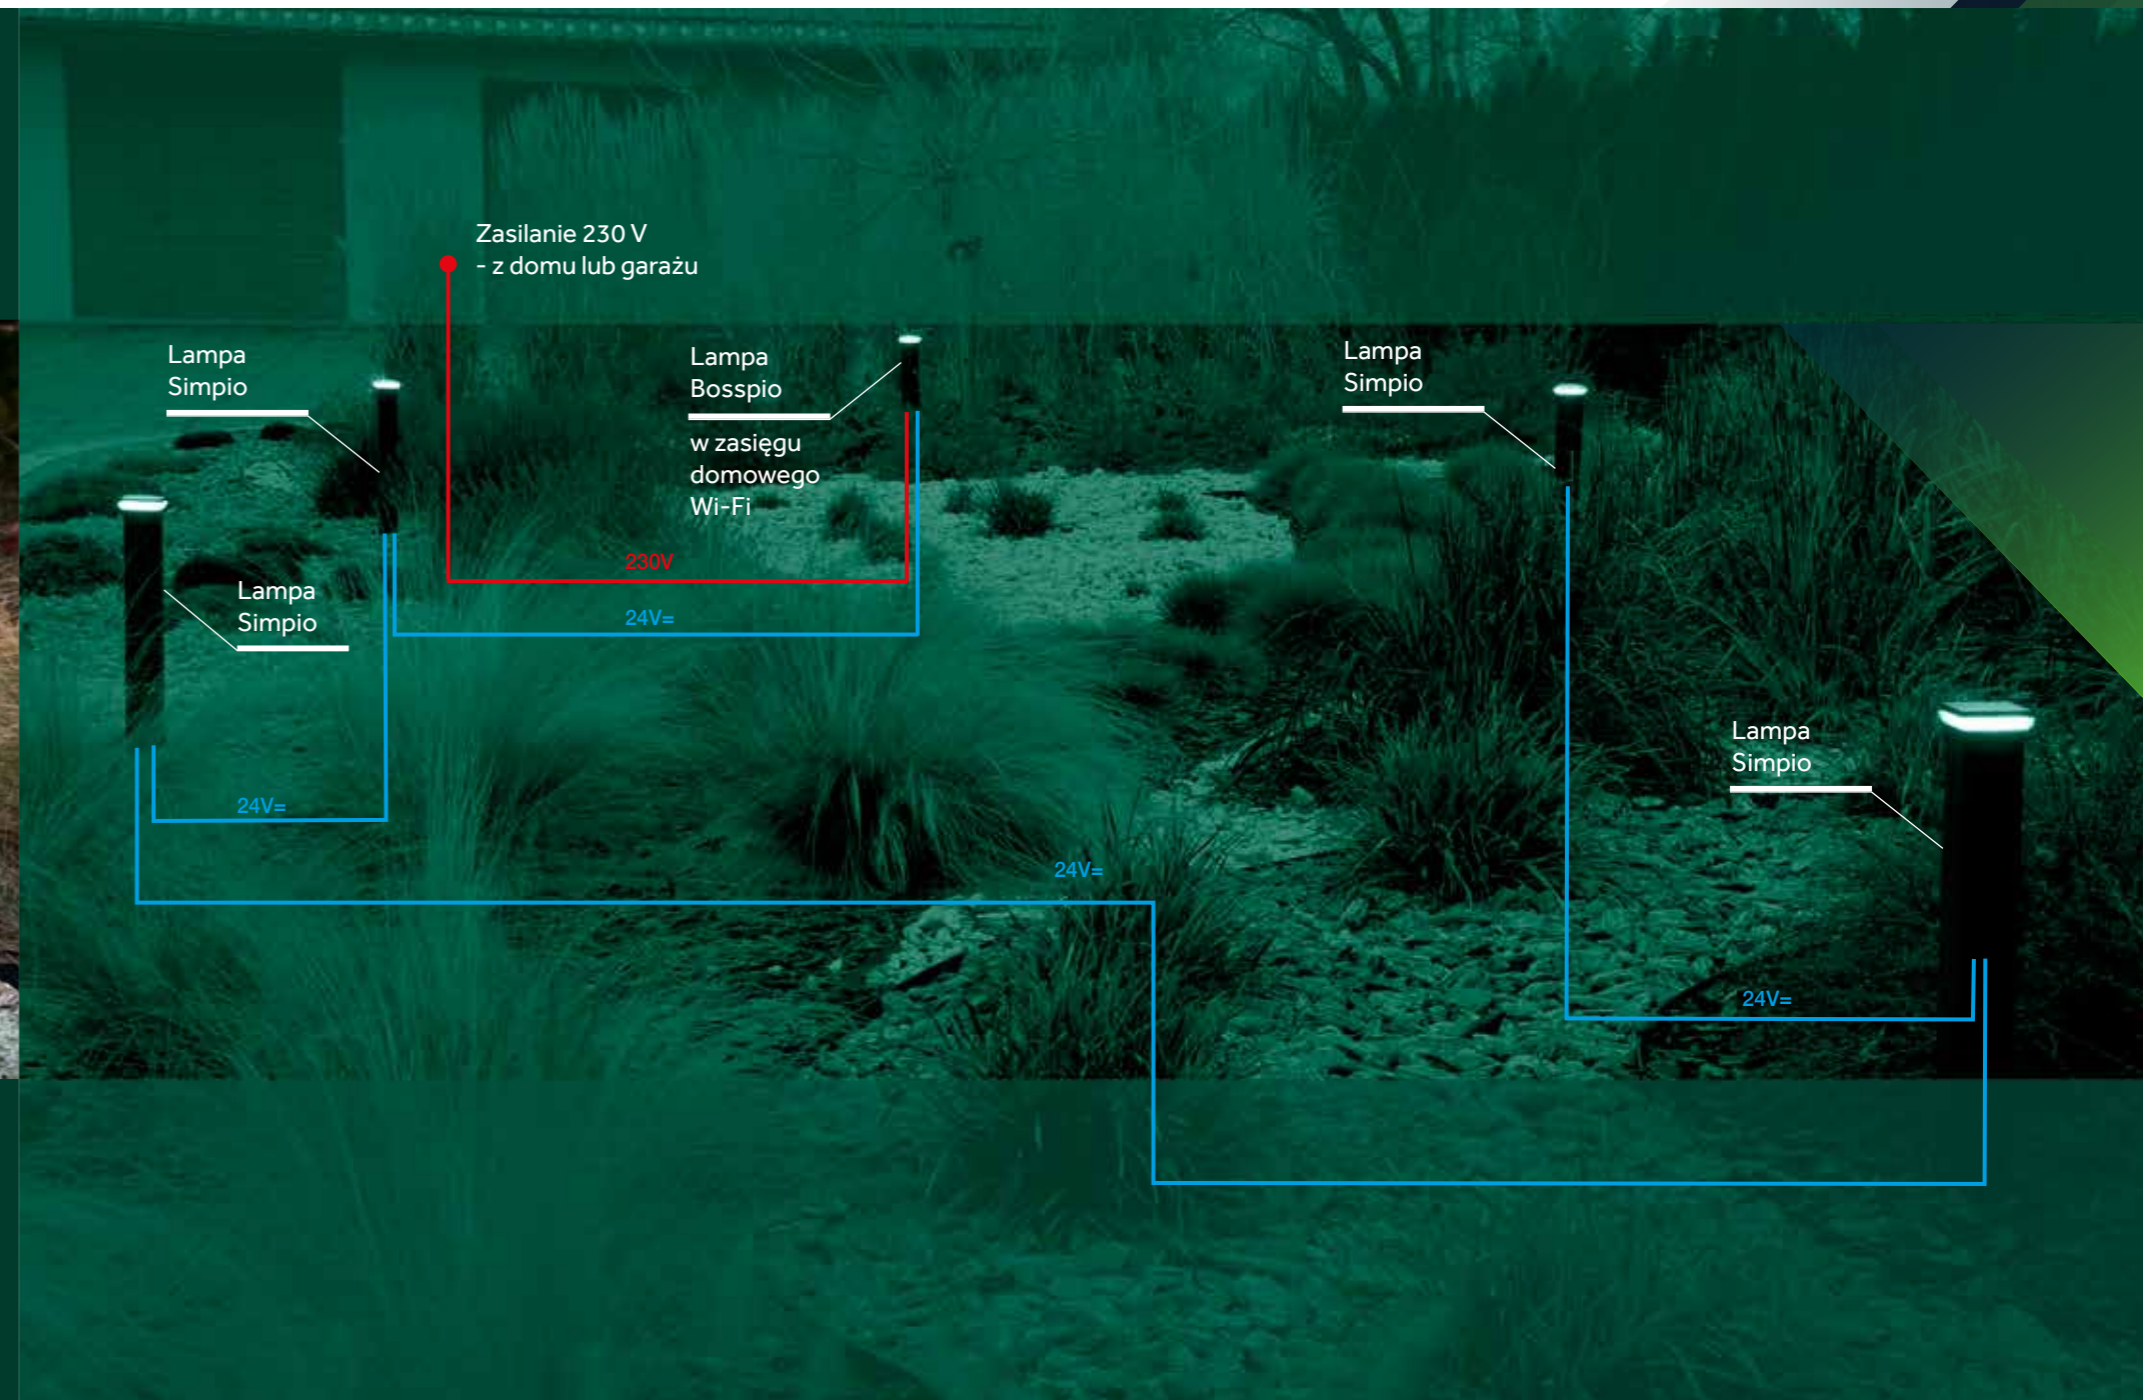 Zasilanie 230 V
- z domu lub garażu
Lampa
Simpio
Lampa
Bosspio
w zasięgu
domowego
Wi-Fi
Lampa
Simpio
230V
24V=
Lampa
Simpio
Lampa
Simpio
24V=
24V=
24V=